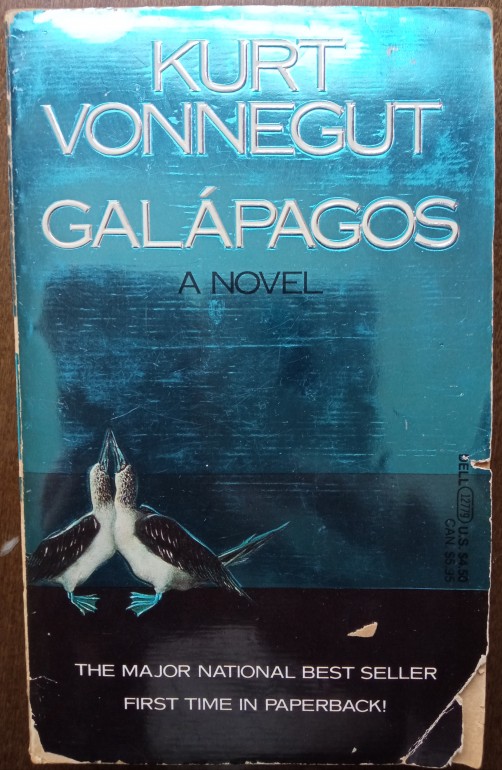 KURT
VONNEGUT
GALÁPAGOS
A NOVEL
DELL 12779 U.S. $4.50
CAN. $5.95
THE MAJOR NATIONAL BEST SELLER
FIRST TIME IN PAPERBACK!